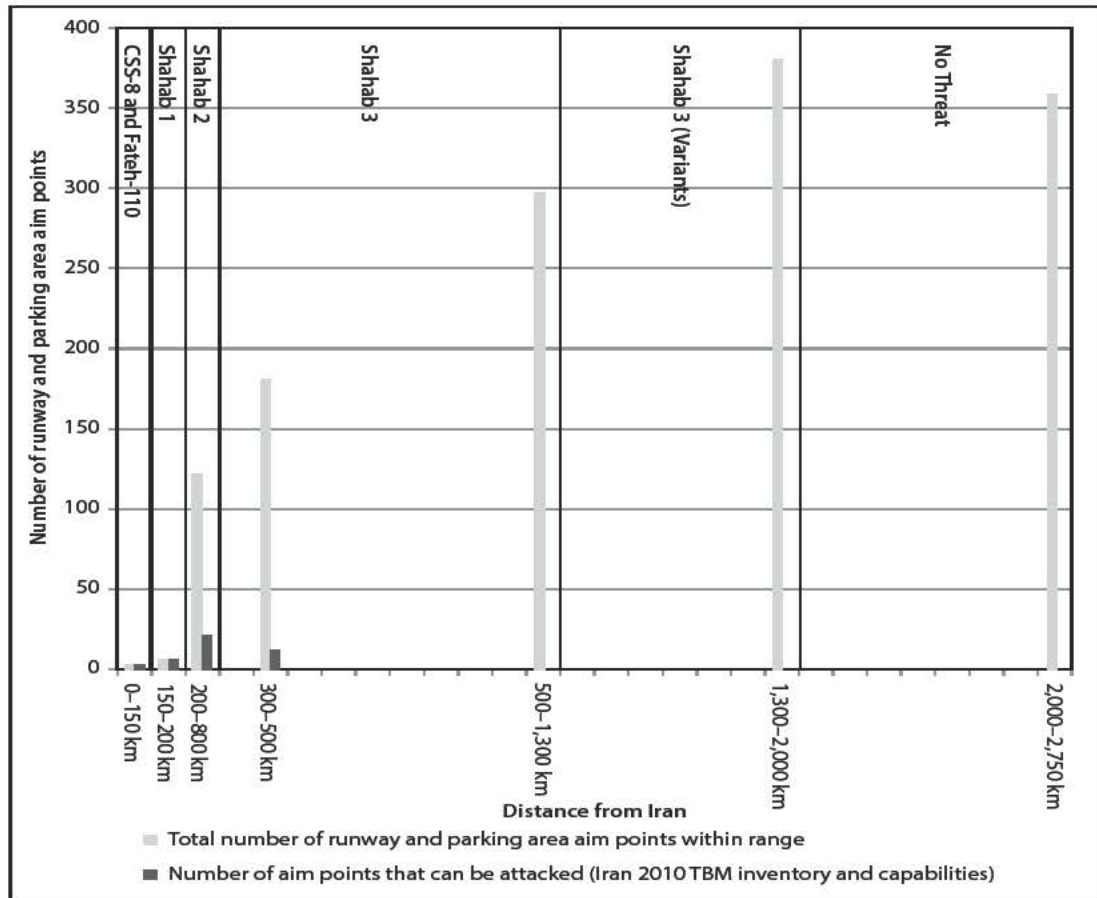 400
350
300
250
200
150
100
50
0
Number of runway and parking area aim points
CSS-8 and Fateh-110
Shahab 1
Shahab 2
Shahab 3
Shahab 3 (Variants)
No Threat
0–150 km
150–200 km
200–800 km
300–500 km
500–1,300 km
1,300–2,000 km
2,000–2,750 km
Distance from Iran
Total number of runway and parking area aim points within range
Number of aim points that can be attacked (Iran 2010 TBM inventory and capabilities)